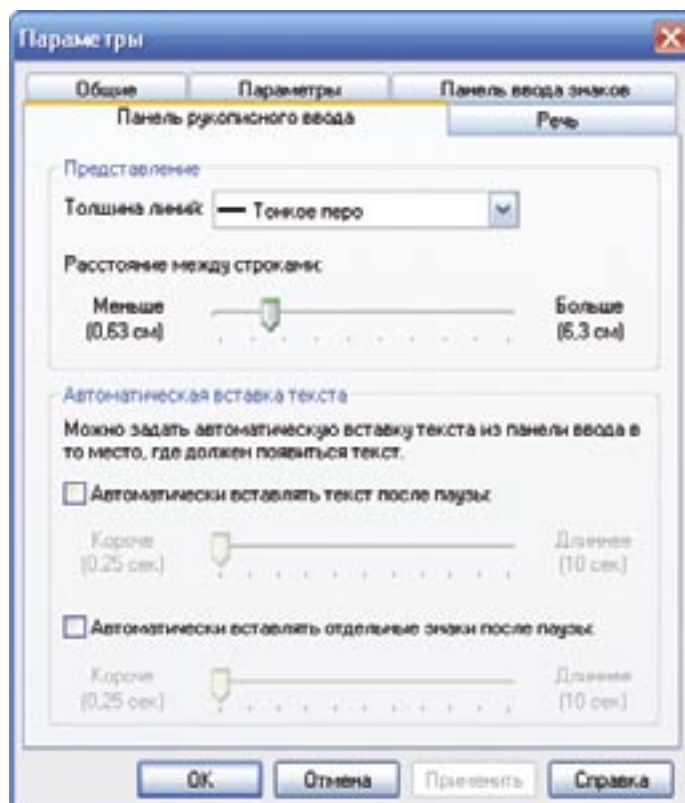 Параметры
Общие Параметры Панель ввода знаков
Панель рукописного ввода Речь
Представление
Толщина линий: Тонкое перо
Расстояние между строками:
Меньше Больше
(0,63 см) (6,3 см)
Автоматическая вставка текста
Можно задать автоматическую вставку текста из панели ввода в
то место, где должен появиться текст.
Автоматически вставлять текст после паузы:
Короче Длиннее
(0,25 сек) (10 сек)
Автоматически вставлять отдельные знаки после паузы:
Короче Длиннее
(0,25 сек) (10 сек)
ОК Отмена Применить Справка